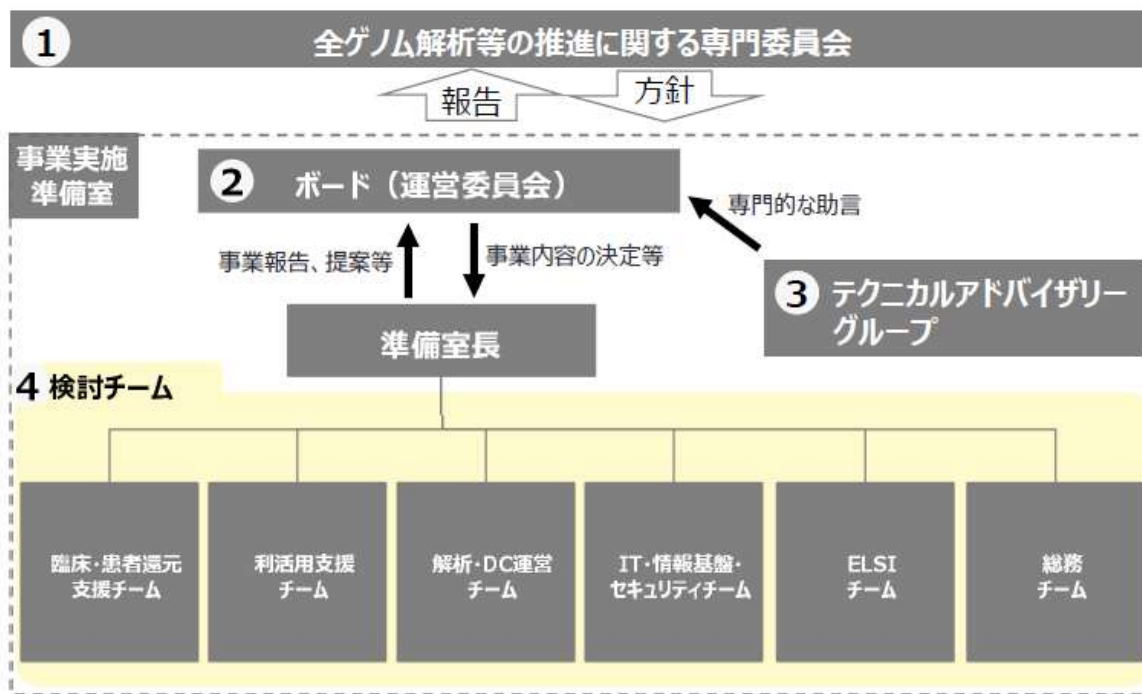 1 全ゲノム解析等の推進に関する専門委員会
報告
方針
事業実施
準備室
2 ボード（運営委員会）
専門的な助言
事業報告、提案等
事業内容の決定等
3 テクニカルアドバイザリー
グループ
準備室長
4 検討チーム
臨床・患者還元
支援チーム
利活用支援
チーム
解析・DC運営
チーム
IT・情報基盤・
セキュリティチーム
ELSI
チーム
総務
チーム